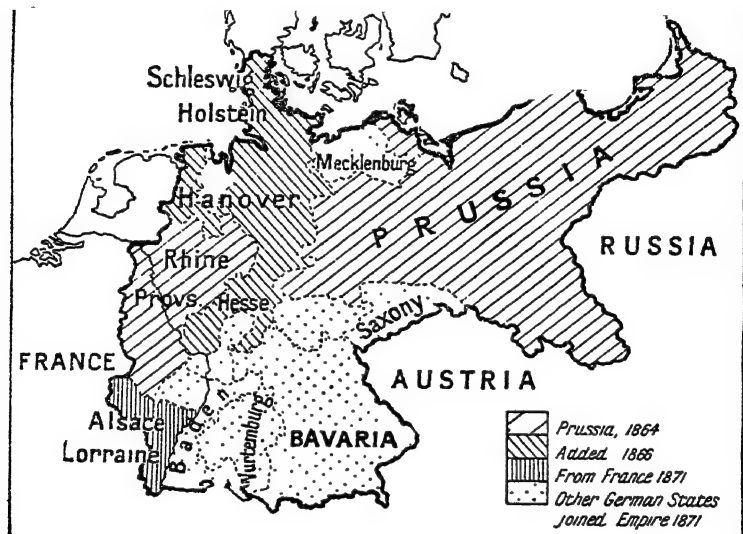 Schleswig
Holstein
Mecklenburg
Hanover
PRUSSIA
RUSSIA
Rhine
Provs
Hesse
Saxony
FRANCE
AUSTRIA
Alsace
Lorraine
Baden
Wurtemburg
BAVARIA
Prussia, 1864
Added 1866
From France 1871
Other German States
joined Empire 1871